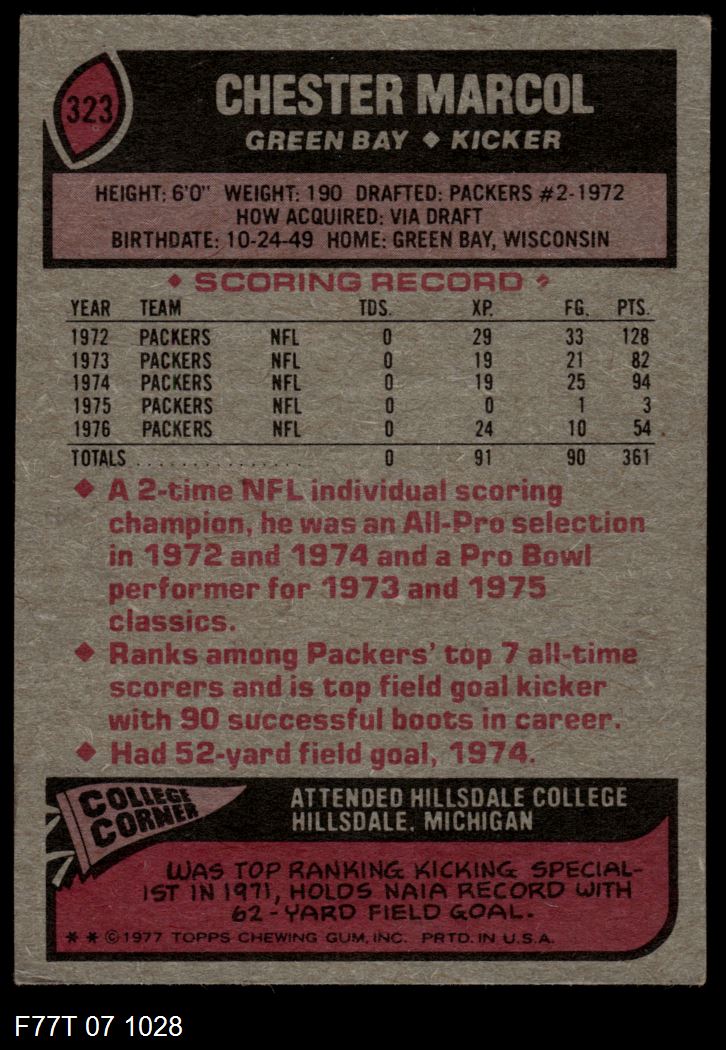 323
CHESTER MARCOL
GREEN BAY ◆ KICKER
HEIGHT: 6'0" WEIGHT: 190 DRAFTED: PACKERS #2-1972
HOW ACQUIRED: VIA DRAFT
BIRTHDATE: 10-24-49 HOME: GREEN BAY, WISCONSIN
◆ SCORING RECORD ◆
YEAR TEAM TDS. XP. FG. PTS.
1972 PACKERS NFL 0 29 33 128
1973 PACKERS NFL 0 19 21 82
1974 PACKERS NFL 0 19 25 94
1975 PACKERS NFL 0 0 1 3
1976 PACKERS NFL 0 24 10 54
TOTALS . . . . . . . . . . . . . . . . 0 91 90 361
◆ A 2-time NFL individual scoring
champion, he was an All-Pro selection
in 1972 and 1974 and a Pro Bowl
performer for 1973 and 1975
classics.
◆ Ranks among Packers' top 7 all-time
scorers and is top field goal kicker
with 90 successful boots in career.
◆ Had 52-yard field goal, 1974.
COLLEGE
CORNER
ATTENDED HILLSDALE COLLEGE
HILLSDALE, MICHIGAN
WAS TOP RANKING KICKING SPECIAL-
IST IN 1971, HOLDS NAIA RECORD WITH
62-YARD FIELD GOAL.
* * © 1977 TOPPS CHEWING GUM, INC. PRTD. IN U.S.A.
F77T 07 1028